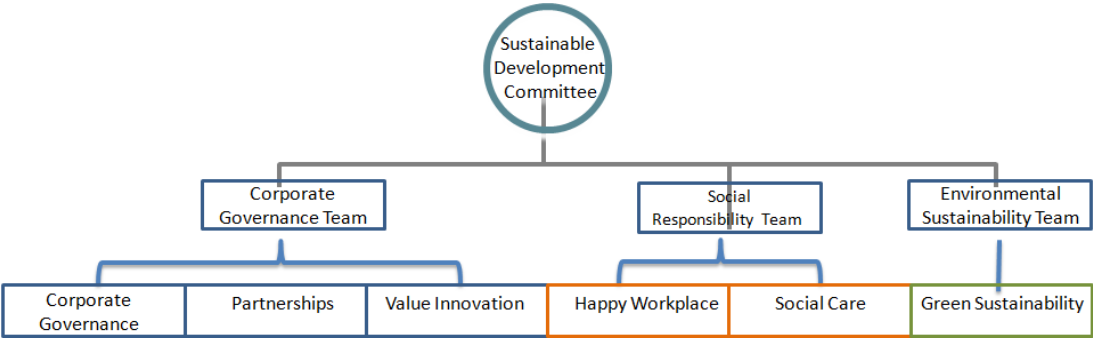 Sustainable
Development
Committee
Corporate
Governance Team
Social
Responsibility Team
Environmental
Sustainability Team
Corporate
Governance
Partnerships
Value Innovation
Happy Workplace
Social Care
Green Sustainability